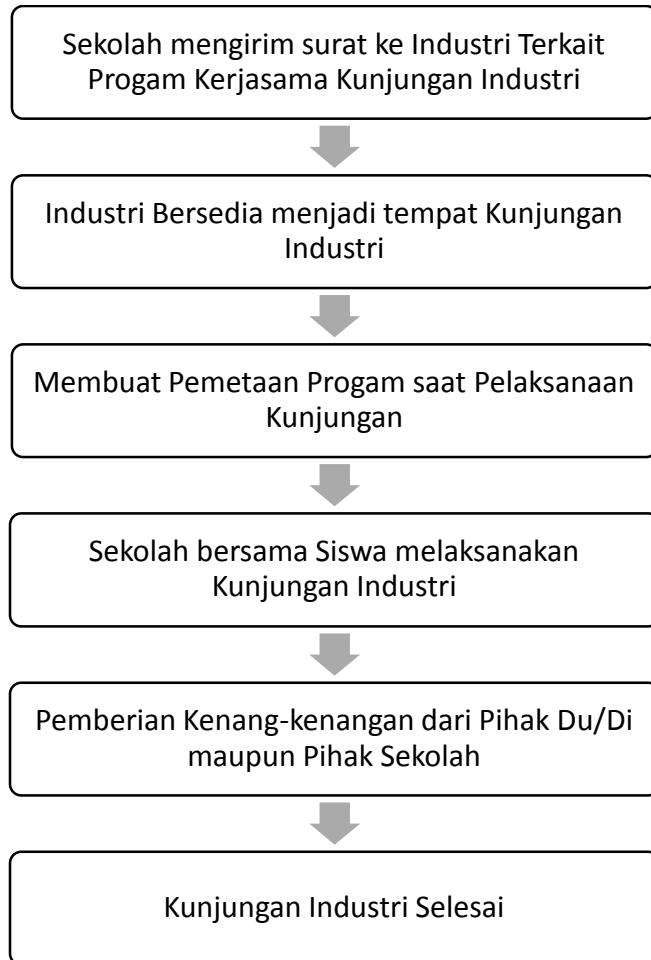 Sekolah mengirim surat ke Industri Terkait
Progam Kerjasama Kunjungan Industri
Industri Bersedia menjadi tempat Kunjungan
Industri
Membuat Pemetaan Progam saat Pelaksanaan
Kunjungan
Sekolah bersama Siswa melaksanakan
Kunjungan Industri
Pemberian Kenang-kenangan dari Pihak Du/Di
maupun Pihak Sekolah
Kunjungan Industri Selesai